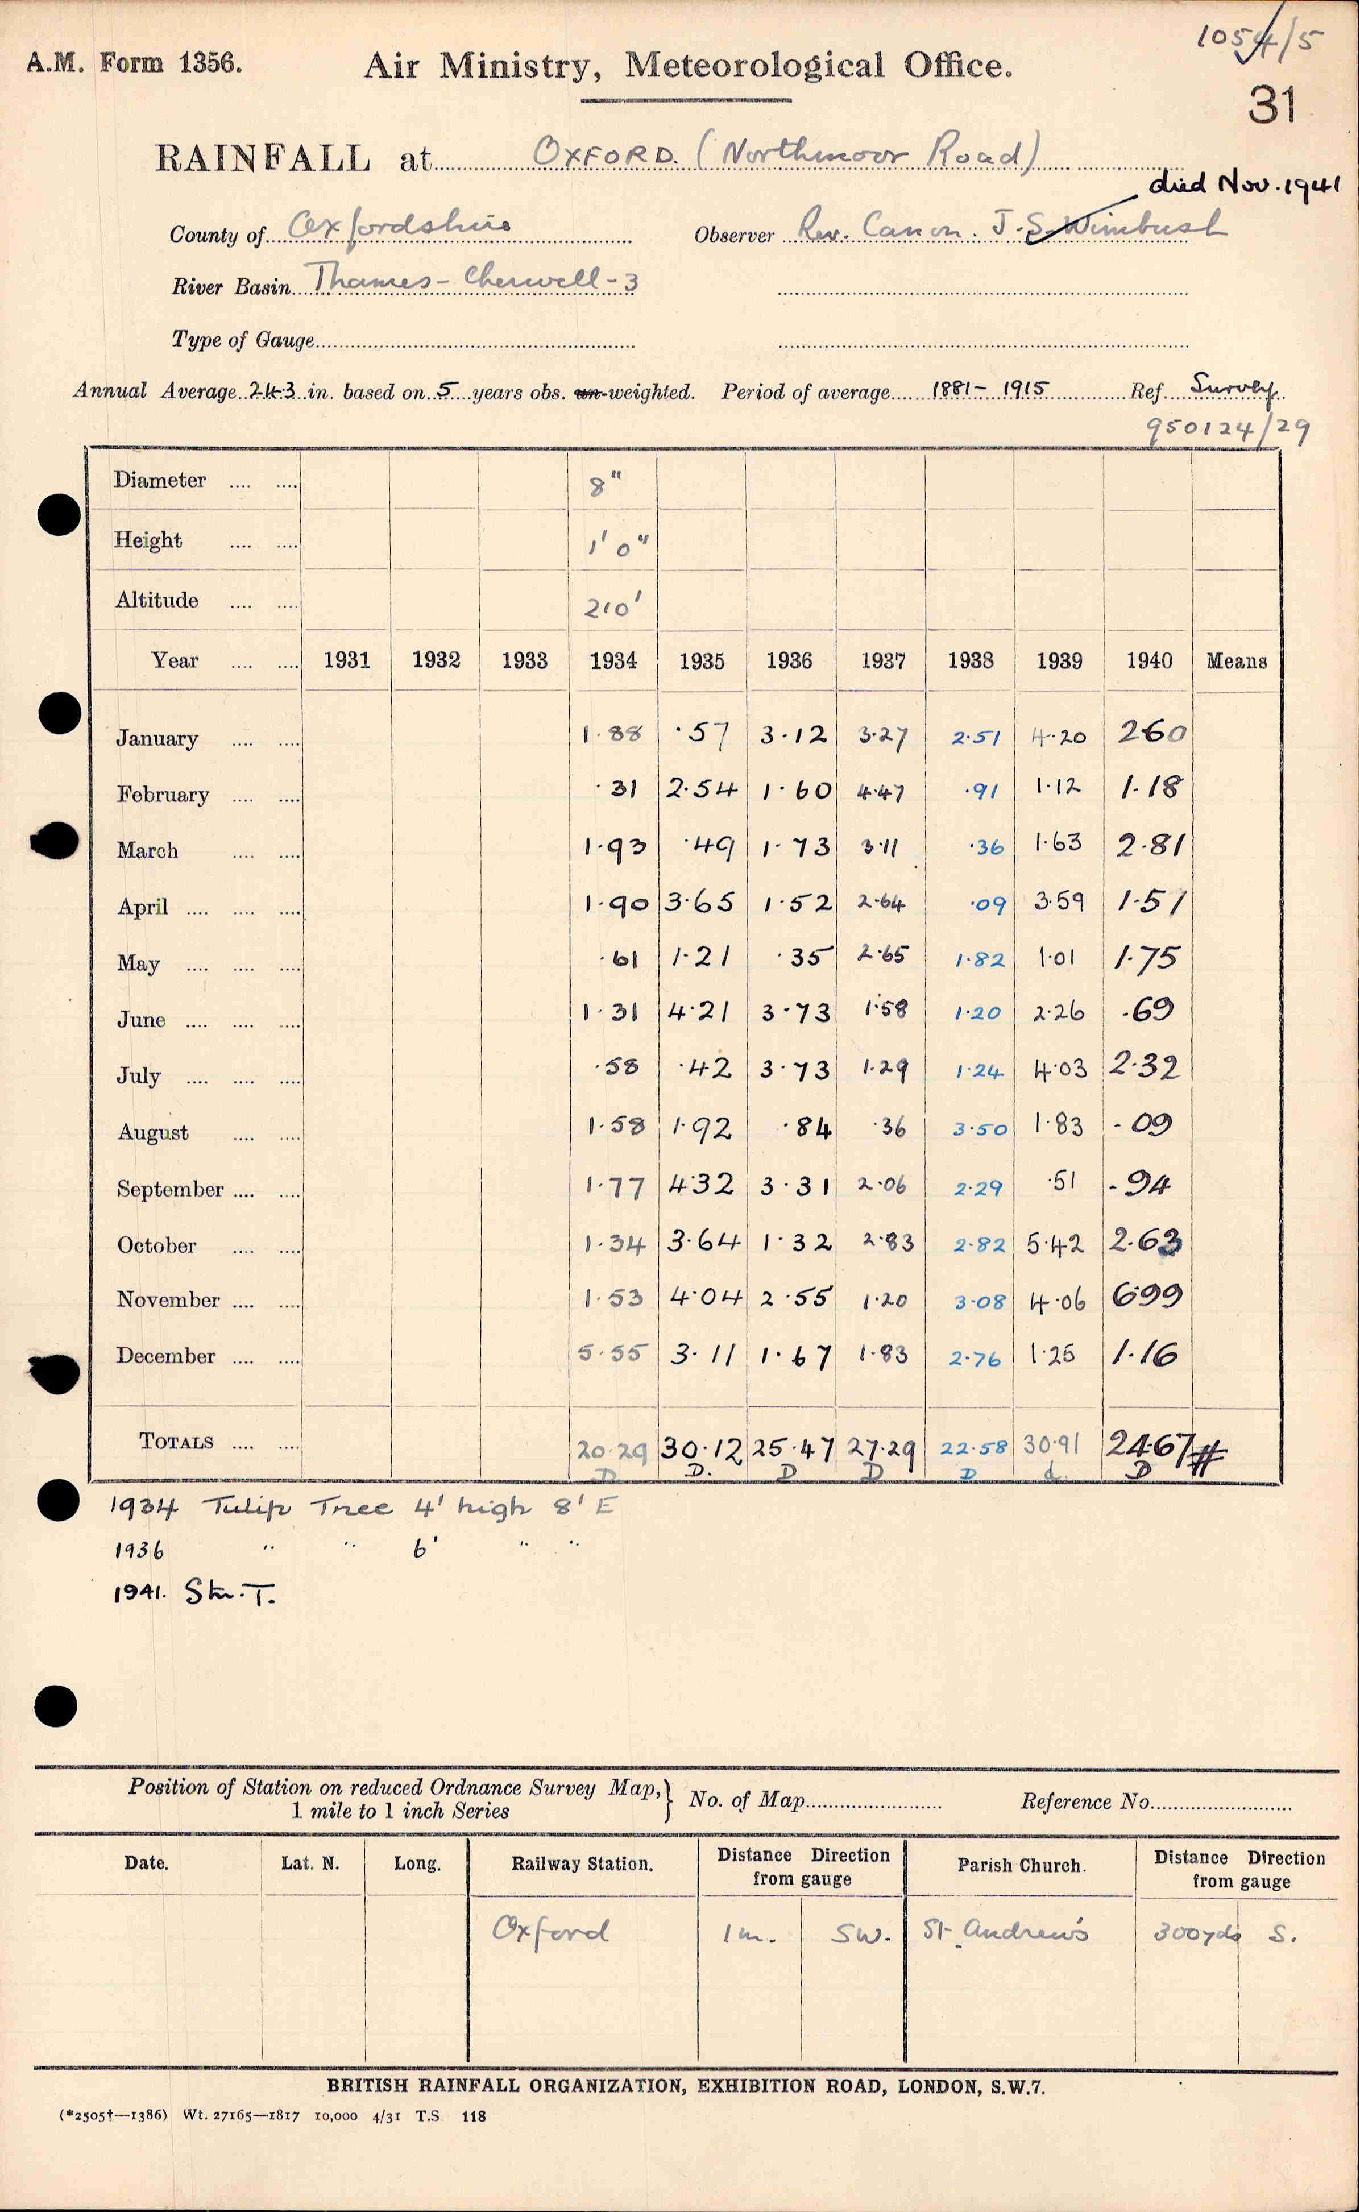 1054/5
A.M. Form 1356. Air Ministry, Meteorological Office.
31
RAINFALL at OXFORD. (Northmoor Road)
died Nov. 1941
County of Oxfordshire Observer Rev. Canon. J. S. Wimbush
River Basin Thames - Cherwell - 3
Type of Gauge
Annual Average 24.3 in. based on 5 years obs. un-weighted. Period of average 1881 - 1915 Ref. Survey
950124/29
Diameter .... .... 8"
Height .... .... 1' 0"
Altitude .... .... 210'
Year .... .... 1931 1932 1933 1934 1935 1936 1937 1938 1939 1940 Means
January .... .... 1.88 .57 3.12 3.27 2.51 4.20 2.60
February .... .... .31 2.54 1.60 4.47 .91 1.12 1.18
March .... .... 1.93 .49 1.73 3.11 .36 1.63 2.81
April .... .... .... 1.90 3.65 1.52 2.64 .09 3.59 1.51
May .... .... .... .61 1.21 .35 2.65 1.82 1.01 1.75
June .... .... .... 1.31 4.21 3.73 1.58 1.20 2.26 .69
July .... .... .... .58 .42 3.73 1.29 1.24 4.03 2.32
August .... .... 1.58 1.92 .84 .36 3.50 1.83 .09
September .... .... 1.77 4.32 3.31 2.06 2.29 .51 .94
October .... .... 1.34 3.64 1.32 2.83 2.82 5.42 2.63
November .... .... 1.53 4.04 2.55 1.20 3.08 4.06 6.99
December .... .... 5.55 3.11 1.67 1.83 2.76 1.25 1.16
TOTALS .... .... 20.29 30.12 25.47 27.29 22.58 30.91 24.67 #
D D. D D D d. D
1934 Tulip Tree 4' high 8' E
1936 " " 6' " "
1941. Stn. T.
Position of Station on reduced Ordnance Survey Map, } No. of Map Reference No.
1 mile to 1 inch Series
Date. Lat. N. Long. Railway Station. Distance Direction from gauge Parish Church. Distance Direction from gauge
Oxford 1 m. SW. St. Andrew's 300 yds S.
BRITISH RAINFALL ORGANIZATION, EXHIBITION ROAD, LONDON, S.W.7.
(*2505†—1386) Wt. 27165—1817 10,000 4/31 T.S 118